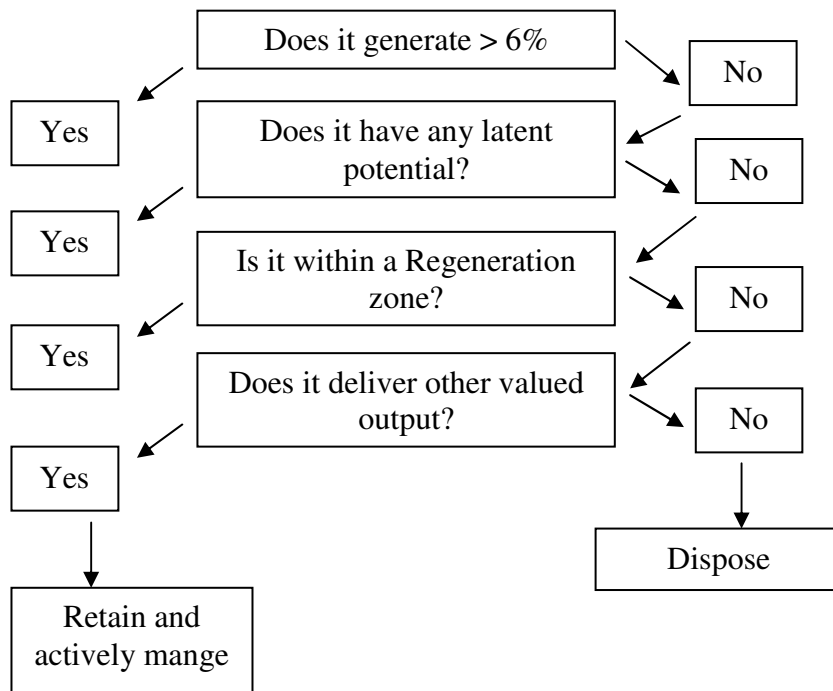 Does it generate > 6%
No
Yes
Does it have any latent
potential?
No
Yes
Is it within a Regeneration
zone?
No
Yes
Does it deliver other valued
output?
No
Yes
Dispose
Retain and
actively mange